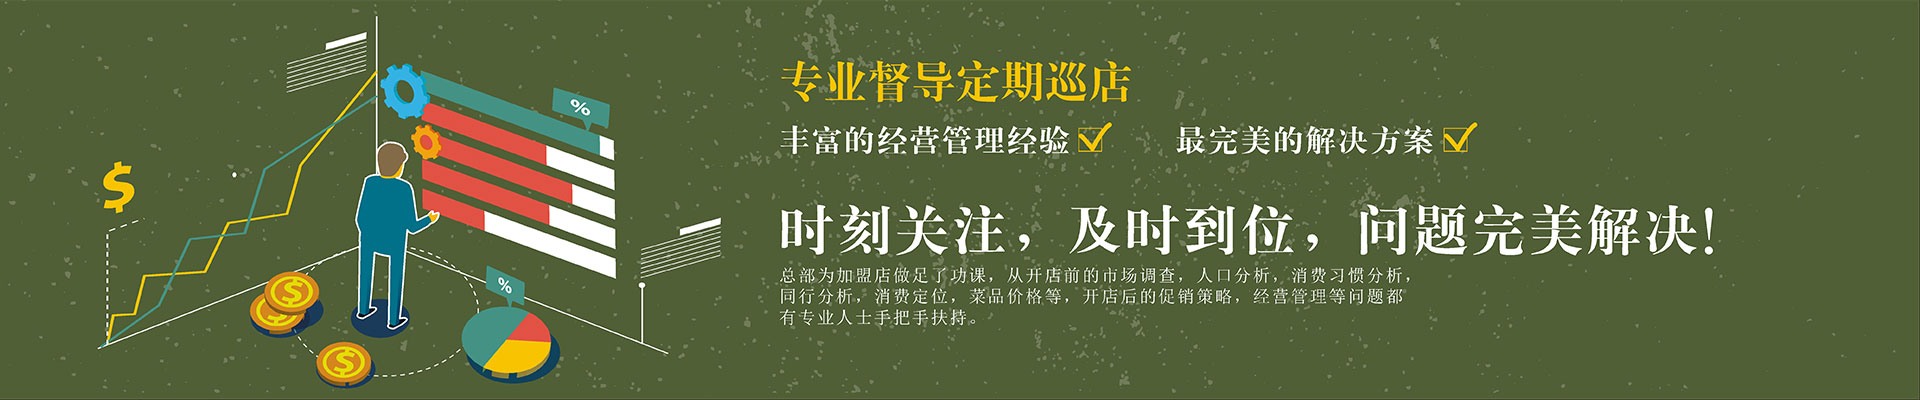 专业督导定期巡店
丰富的经营管理经验 最完美的解决方案
时刻关注，及时到位，问题完美解决！
总部为加盟店做足了功课，从开店前的市场调查，人口分析，消费习惯分析，
同行分析，消费定位，菜品价格等，开店后的促销策略，经营管理等问题都
有专业人士手把手扶持。
$
%
%
$
$